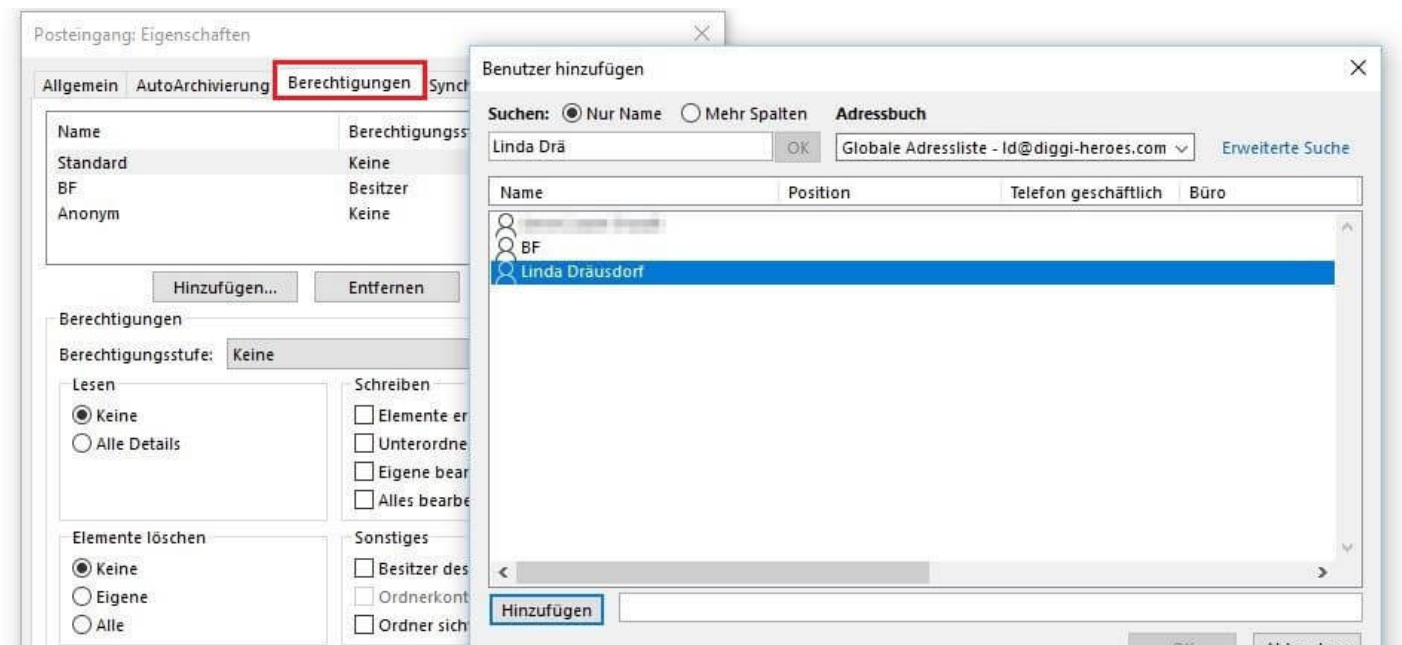 Posteingang: Eigenschaften
Allgemein AutoArchivierung Berechtigungen Synch
Name Berechtigungss
Standard Keine
BF Besitzer
Anonym Keine
Hinzufügen... Entfernen
Berechtigungen
Berechtigungsstufe: Keine
Lesen
Keine
Alle Details
Schreiben
Elemente er
Unterordne
Eigene bear
Alles bearbe
Elemente löschen
Keine
Eigene
Alle
Sonstiges
Besitzer des
Ordnerkont
Ordner sich
Benutzer hinzufügen
Suchen: Nur Name Mehr Spalten Adressbuch
Linda Drä OK Globale Adressliste - ld@diggi-heroes.com Erweiterte Suche
Name Position Telefon geschäftlich Büro
BF
Linda Dräusdorf
Hinzufügen